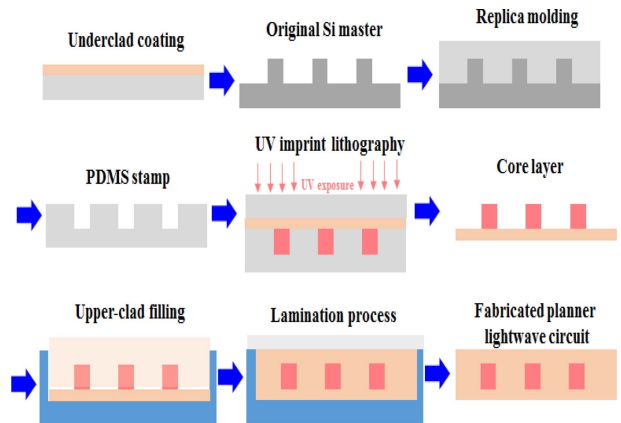 Underclad coating
Original Si master
Replica molding
PDMS stamp
UV imprint lithography
UV exposure
Core layer
Upper-clad filling
Lamination process
Fabricated planner
lightwave circuit